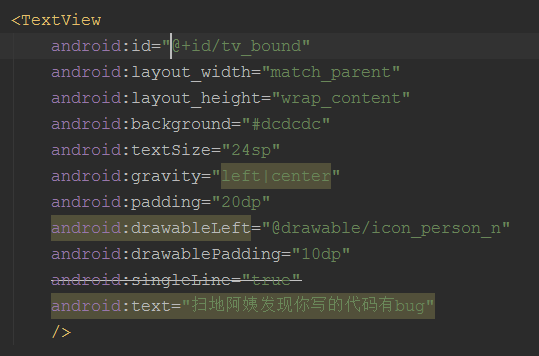 <TextView
android:id="@+id/tv_bound"
android:layout_width="match_parent"
android:layout_height="wrap_content"
android:background="#dcdcdc"
android:textSize="24sp"
android:gravity="left|center"
android:padding="20dp"
android:drawableLeft="@drawable/icon_person_n"
android:drawablePadding="10dp"
android:singleLine="true"
android:text="扫地阿姨发现你写的代码有bug"
/>